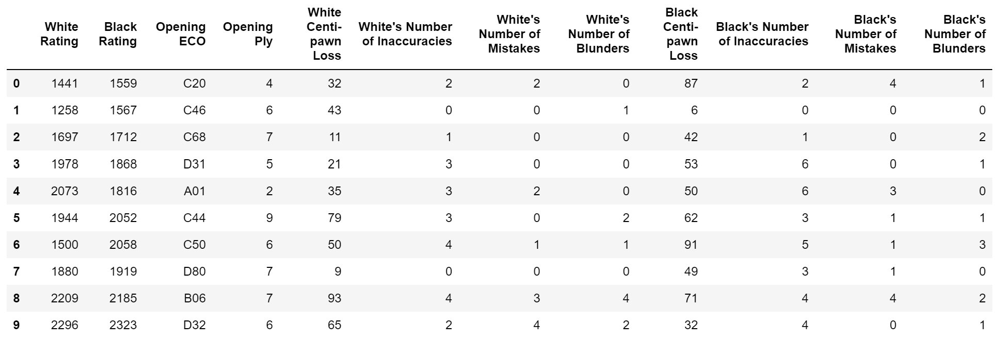 White Rating Black Rating Opening ECO Opening Ply White Centi-pawn Loss White's Number of Inaccuracies White's Number of Mistakes White's Number of Blunders Black Centi-pawn Loss Black's Number of Inaccuracies Black's Number of Mistakes Black's Number of Blunders
0 1441 1559 C20 4 32 2 2 0 87 2 4 1
1 1258 1567 C46 6 43 0 0 1 6 0 0 0
2 1697 1712 C68 7 11 1 0 0 42 1 0 2
3 1978 1868 D31 5 21 3 0 0 53 6 0 1
4 2073 1816 A01 2 35 3 2 0 50 6 3 0
5 1944 2052 C44 9 79 3 0 2 62 3 1 1
6 1500 2058 C50 6 50 4 1 1 91 5 1 3
7 1880 1919 D80 7 9 0 0 0 49 3 1 0
8 2209 2185 B06 7 93 4 3 4 71 4 4 2
9 2296 2323 D32 6 65 2 4 2 32 4 0 1